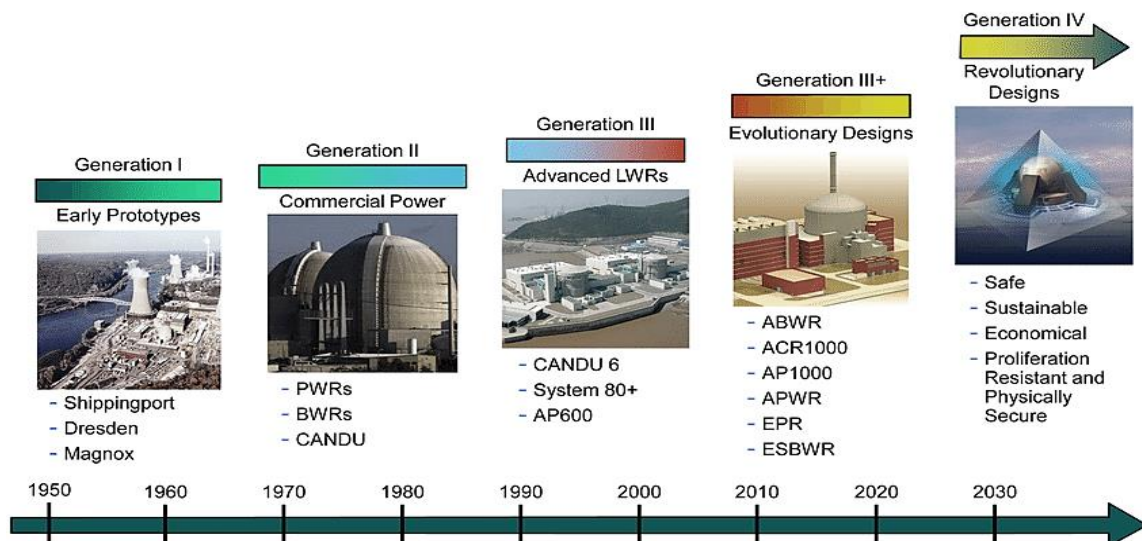 Generation I
Early Prototypes
- Shippingport
- Dresden
- Magnox
Generation II
Commercial Power
- PWRs
- BWRs
- CANDU
Generation III
Advanced LWRs
- CANDU 6
- System 80+
- AP600
Generation III+
Evolutionary Designs
- ABWR
- ACR1000
- AP1000
- APWR
- EPR
- ESBWR
Generation IV
Revolutionary
Designs
- Safe
- Sustainable
- Economical
- Proliferation
Resistant and
Physically
Secure
1950 1960 1970 1980 1990 2000 2010 2020 2030